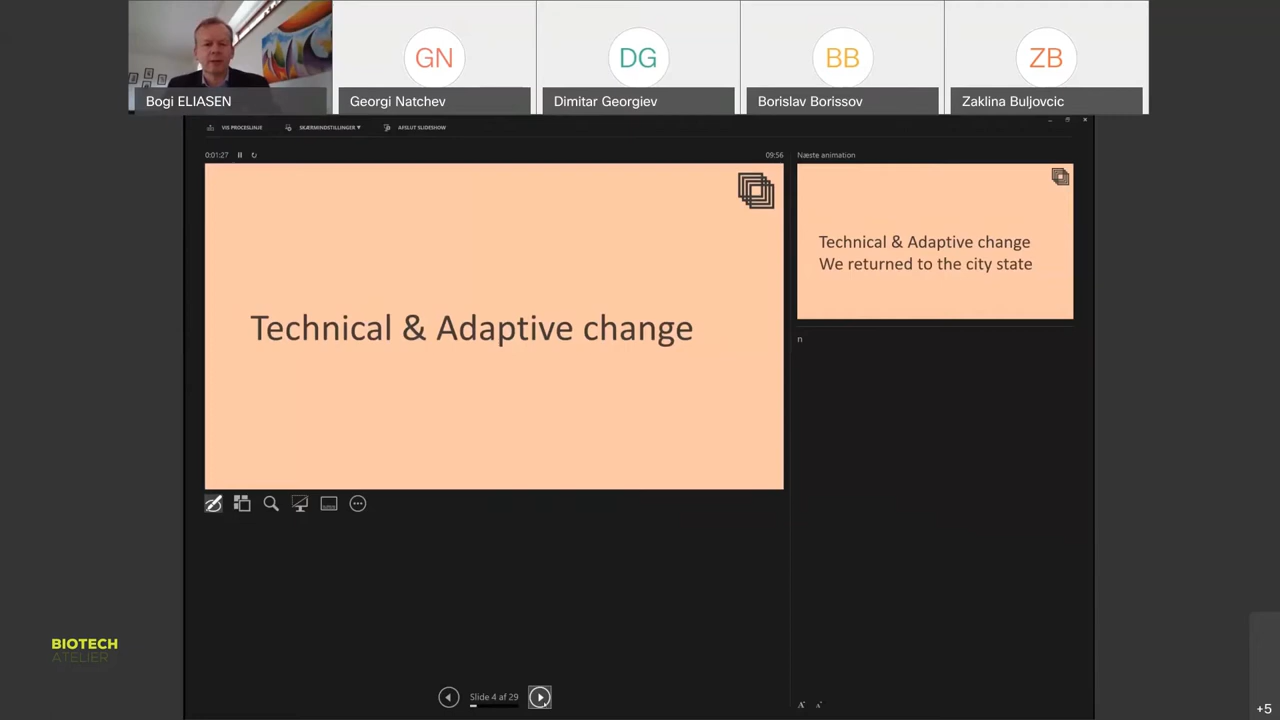 GN
DG
BB
ZB
Bogi ELIASEN
Georgi Natchev
Dimitar Georgiev
Borislav Borissov
Zaklina Buljovcic
VIS PROCESLINJE
SKÆRMINDSTILLINGER
AFSLUT SLIDESHOW
0:01:27
09:56
Næste animation
Technical & Adaptive change
Technical & Adaptive change
We returned to the city state
n
BIOTECH
ATELIER
Slide 4 af 29
A A
+5